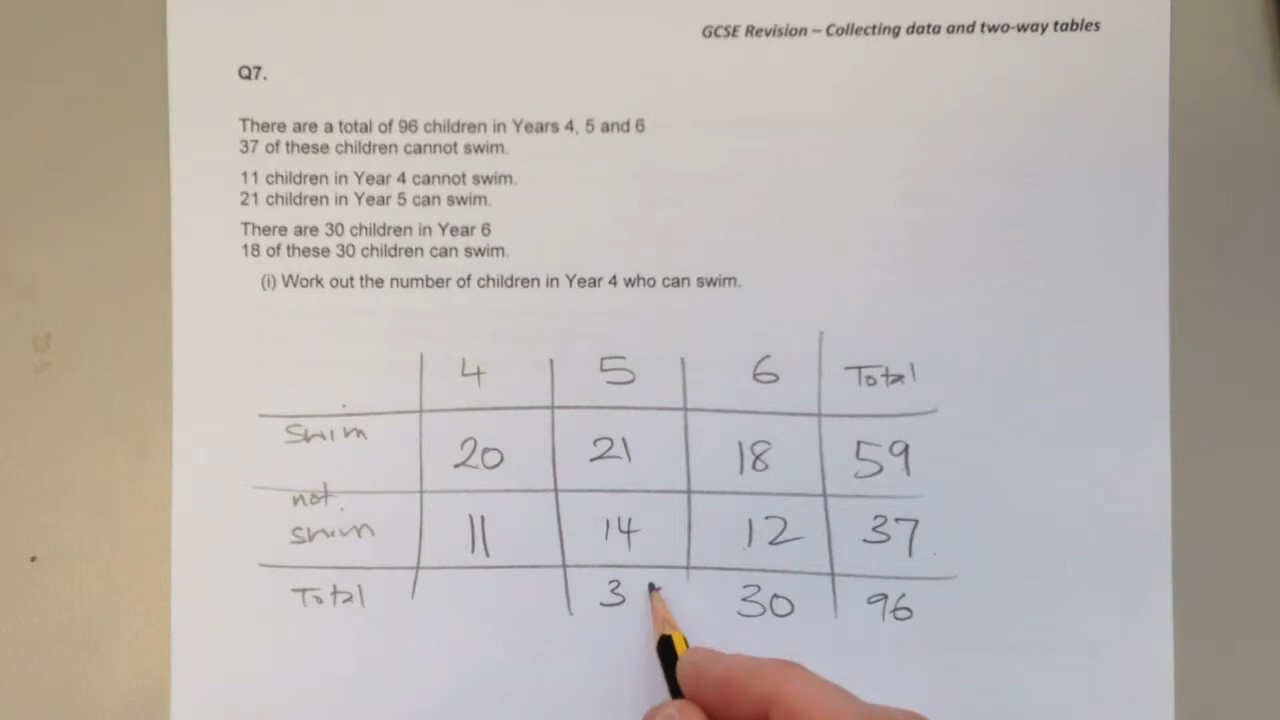 GCSE Revision – Collecting data and two-way tables
Q7.
There are a total of 96 children in Years 4, 5 and 6
37 of these children cannot swim.
11 children in Year 4 cannot swim.
21 children in Year 5 can swim.
There are 30 children in Year 6
18 of these 30 children can swim.
(i) Work out the number of children in Year 4 who can swim.
4 5 6 Total
Swim 20 21 18 59
not
swim 11 14 12 37
Total 3 30 96